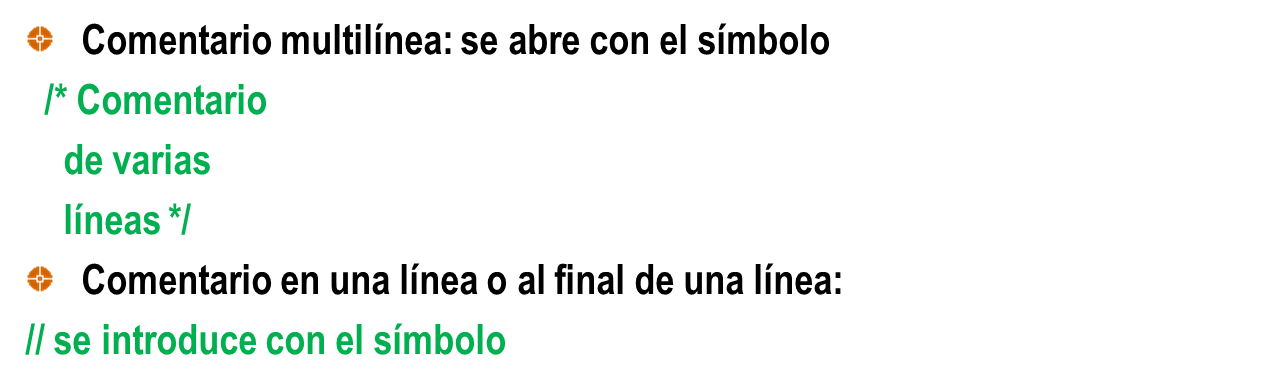 Comentario multilínea: se abre con el símbolo
/* Comentario
de varias
líneas */
Comentario en una línea o al final de una línea:
// se introduce con el símbolo